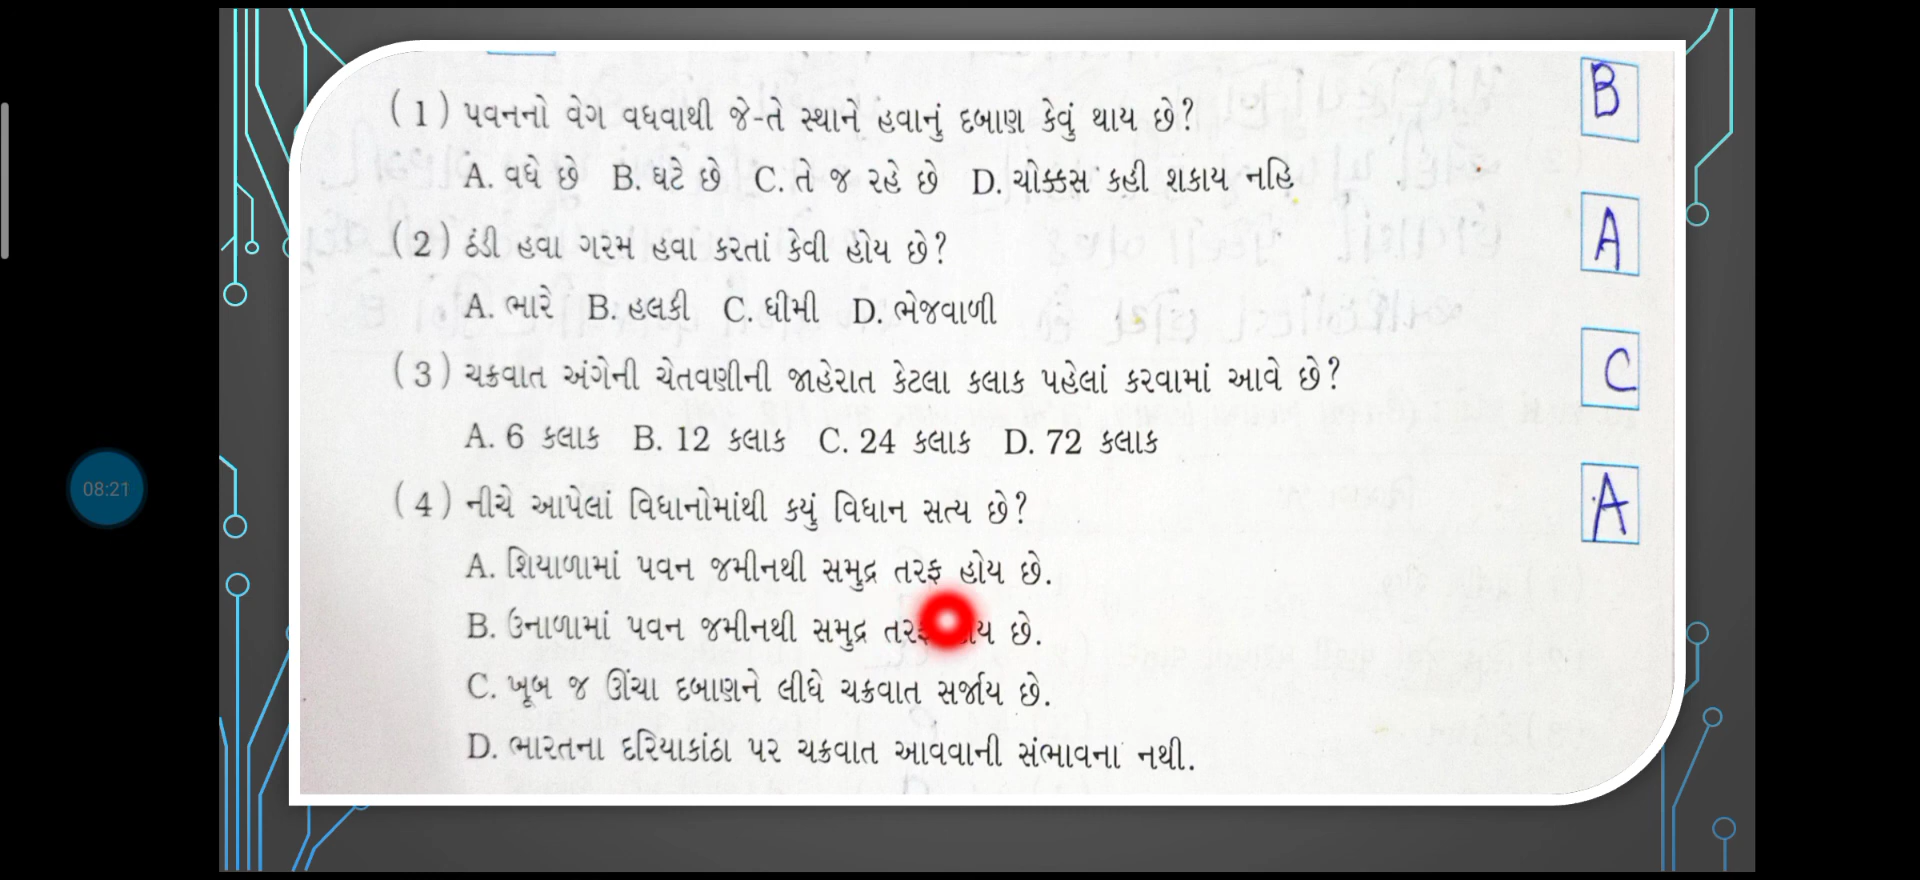 (1) પવનનો વેગ વધવાથી જે-તે સ્થાને હવાનું દબાણ કેવું થાય છે? B
A. વધે છે B. ઘટે છે C. તે જ રહે છે D. ચોક્કસ કહી શકાય નહિ
(2) ઠંડી હવા ગરમ હવા કરતાં કેવી હોય છે? A
A. ભારે B. હલકી C. ધીમી D. ભેજવાળી
(3) ચક્રવાત અંગેની ચેતવણીની જાહેરાત કેટલા કલાક પહેલાં કરવામાં આવે છે? C
A. 6 કલાક B. 12 કલાક C. 24 કલાક D. 72 કલાક
08:21
(4) નીચે આપેલાં વિધાનોમાંથી કયું વિધાન સત્ય છે? A
A. શિયાળામાં પવન જમીનથી સમુદ્ર તરફ હોય છે.
B. ઉનાળામાં પવન જમીનથી સમુદ્ર છે.
C. ખૂબ જ ઊંચા દબાણને લીધે ચક્રવાત સર્જાય છે.
D. ભારતના દરિયાકાંઠા પર ચક્રવાત આવવાની સંભાવના નથી.